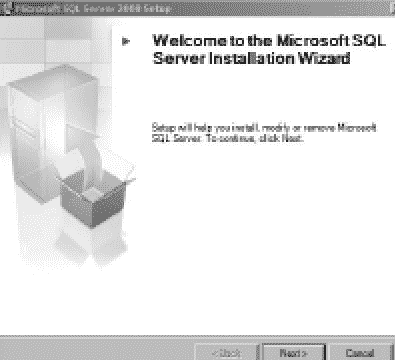 Microsoft SQL Server 2008 Setup
Welcome to the Microsoft SQL
Server Installation Wizard
Setup will help you install, modify or remove Microsoft
SQL Server. To continue, click Next.
< Back
Next >
Cancel